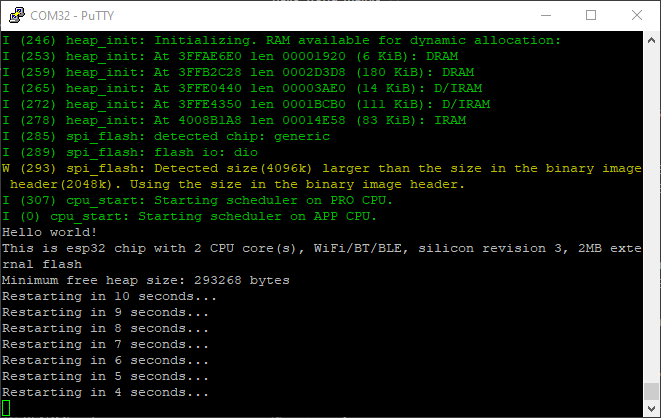 COM32 - PuTTY
I (246) heap_init: Initializing. RAM available for dynamic allocation:
I (253) heap_init: At 3FFAE6E0 len 00001920 (6 KiB): DRAM
I (259) heap_init: At 3FFB2C28 len 0002D3D8 (180 KiB): DRAM
I (265) heap_init: At 3FFE0440 len 00003AE0 (14 KiB): D/IRAM
I (272) heap_init: At 3FFE4350 len 0001BCB0 (111 KiB): D/IRAM
I (278) heap_init: At 4008B1A8 len 00014E58 (83 KiB): IRAM
I (285) spi_flash: detected chip: generic
I (289) spi_flash: flash io: dio
W (293) spi_flash: Detected size(4096k) larger than the size in the binary image
 header(2048k). Using the size in the binary image header.
I (307) cpu_start: Starting scheduler on PRO CPU.
I (0) cpu_start: Starting scheduler on APP CPU.
Hello world!
This is esp32 chip with 2 CPU core(s), WiFi/BT/BLE, silicon revision 3, 2MB exte
rnal flash
Minimum free heap size: 293268 bytes
Restarting in 10 seconds...
Restarting in 9 seconds...
Restarting in 8 seconds...
Restarting in 7 seconds...
Restarting in 6 seconds...
Restarting in 5 seconds...
Restarting in 4 seconds...